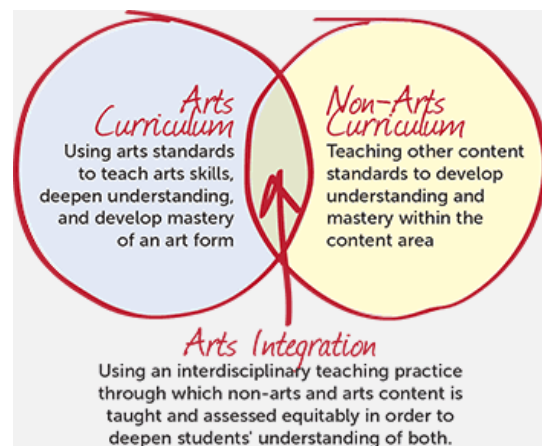 Arts
Curriculum
Using arts standards
to teach arts skills,
deepen understanding,
and develop mastery
of an art form
Non-Arts
Curriculum
Teaching other content
standards to develop
understanding and
mastery within the
content area
Arts Integration
Using an interdisciplinary teaching practice
through which non-arts and arts content is
taught and assessed equitably in order to
deepen students' understanding of both.